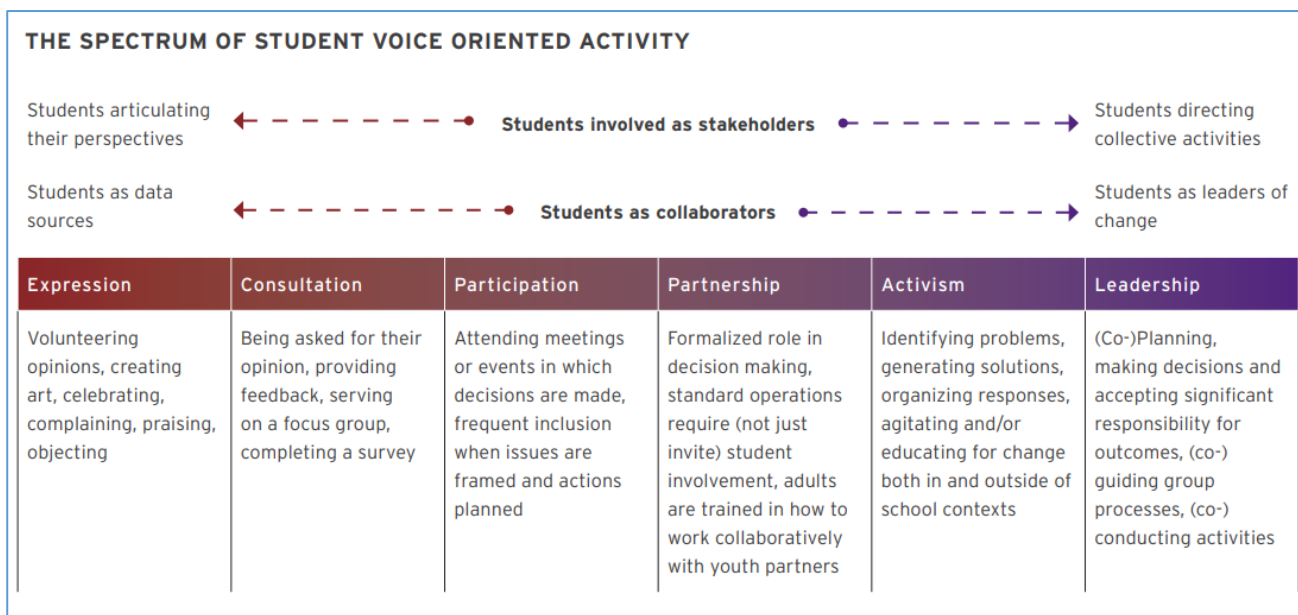 THE SPECTRUM OF STUDENT VOICE ORIENTED ACTIVITY
Students articulating
their perspectives
Students involved as stakeholders
Students directing
collective activities
Students as data
sources
Students as collaborators
Students as leaders of
change
Expression
Volunteering
opinions, creating
art, celebrating,
complaining, praising,
objecting
Consultation
Being asked for their
opinion, providing
feedback, serving
on a focus group,
completing a survey
Participation
Attending meetings
or events in which
decisions are made,
frequent inclusion
when issues are
framed and actions
planned
Partnership
Formalized role in
decision making,
standard operations
require (not just
invite) student
involvement, adults
are trained in how to
work collaboratively
with youth partners
Activism
Identifying problems,
generating solutions,
organizing responses,
agitating and/or
educating for change
both in and outside of
school contexts
Leadership
(Co-)Planning,
making decisions and
accepting significant
responsibility for
outcomes, (co-)
guiding group
processes, (co-)
conducting activities